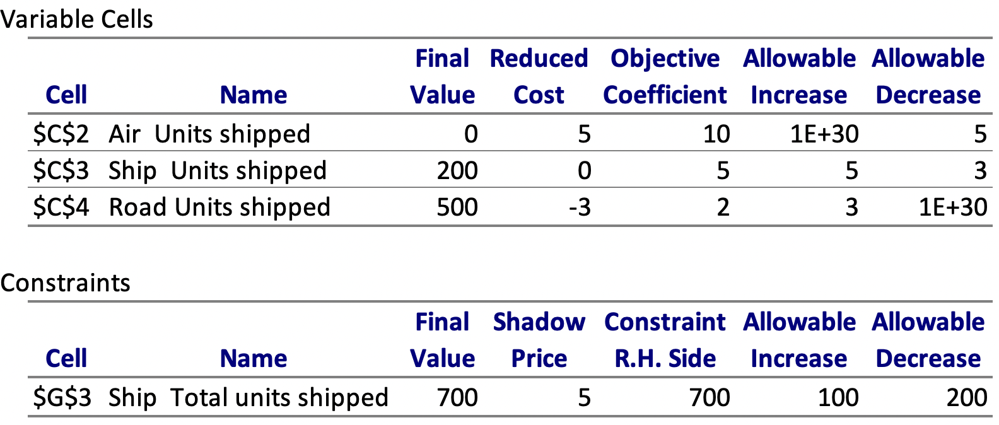 Variable Cells
Final Reduced Objective Allowable Allowable
Cell Name Value Cost Coefficient Increase Decrease
$C$2 Air Units shipped 0 5 10 1E+30 5
$C$3 Ship Units shipped 200 0 5 5 3
$C$4 Road Units shipped 500 -3 2 3 1E+30
Constraints
Final Shadow Constraint Allowable Allowable
Cell Name Value Price R.H. Side Increase Decrease
$G$3 Ship Total units shipped 700 5 700 100 200